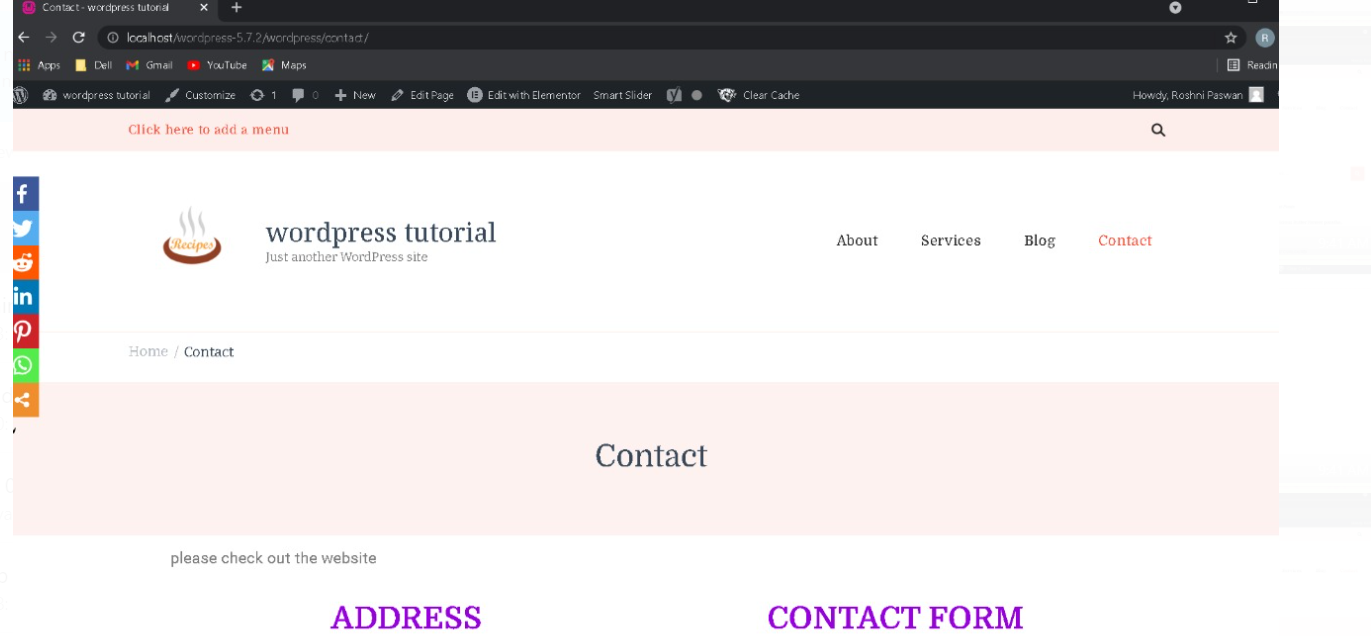 Contact - wordpress tutorial
localhost/wordpress-5.7.2/wordpress/contact/
R
Apps Dell Gmail YouTube Maps Readin
wordpress tutorial Customize 1 0 New Edit Page Edit with Elementor Smart Slider Clear Cache Howdy, Roshni Paswan
Click here to add a menu
Recipes
wordpress tutorial
Just another WordPress site
About Services Blog Contact
Home / Contact
Contact
please check out the website
ADDRESS CONTACT FORM